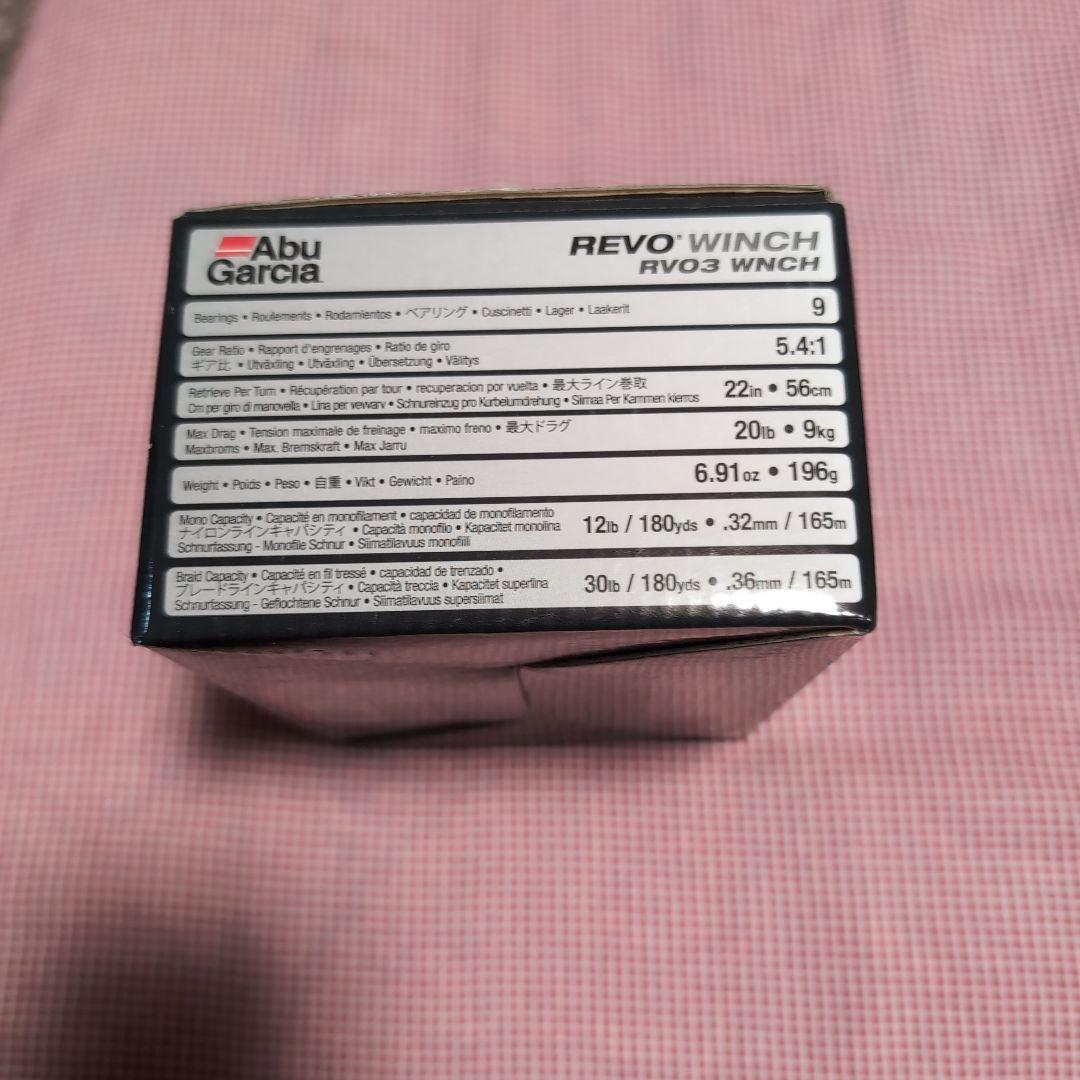 Abu
Garcia
REVO® WINCH
RVO3 WNCH
Bearings • Roulements • Rodamientos • ベアリング • Cuscinetti • Lager • Laakerit
9
Gear Ratio • Rapport d'engrenages • Ratio de giro
ギア比 • Utväxling • Utväxling • Übersetzung • Välitys
5.4:1
Retrieve Per Turn • Récupération par tour • recuperacion por vuelta • 最大ライン巻取
Cm per giro di manovella • Lina per vevvarv • Schnureinzug pro Kurbelumdrehung • Siimaa Per Kammen kierros
22in • 56cm
Max Drag • Tension maximale de freinage • maximo freno • 最大ドラグ
Maxbroms • Max. Bremskraft • Max Jarru
20lb • 9kg
Weight • Poids • Peso • 自重 • Vikt • Gewicht • Paino
6.91oz • 196g
Mono Capacity • Capacité en monofilament • capacidad de monofilamento
ナイロンラインキャパシティ • Capacità monofilo • Kapacitet monolina
Schnurfassung - Monofile Schnur • Siimatilavuus monofiili
12lb / 180yds • .32mm / 165m
Braid Capacity • Capacité en fil tressé • capacidad de trenzado •
ブレードラインキャパシティ • Capacità treccia • Kapacitet superlina
Schnurfassung - Geflochtene Schnur • Siimatilavuus supersiimat
30lb / 180yds • .36mm / 165m